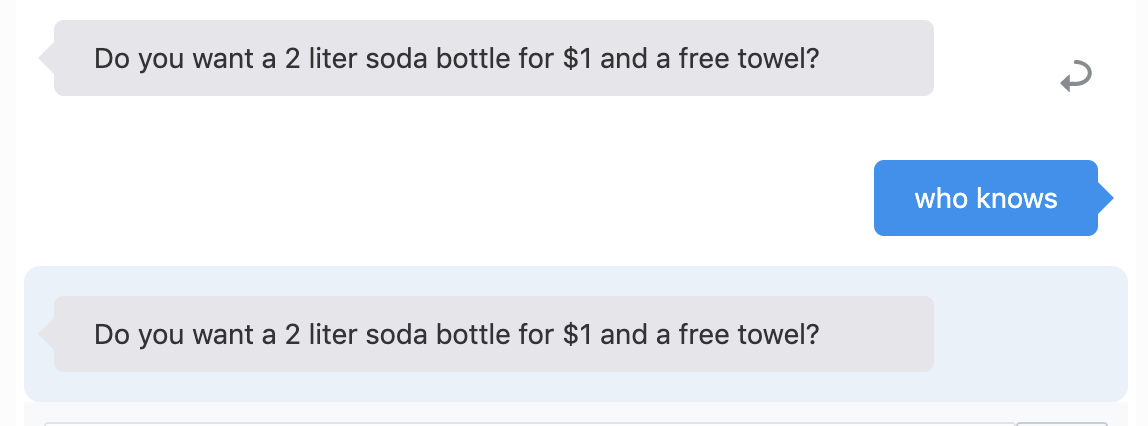 Do you want a 2 liter soda bottle for $1 and a free towel?
who knows
Do you want a 2 liter soda bottle for $1 and a free towel?